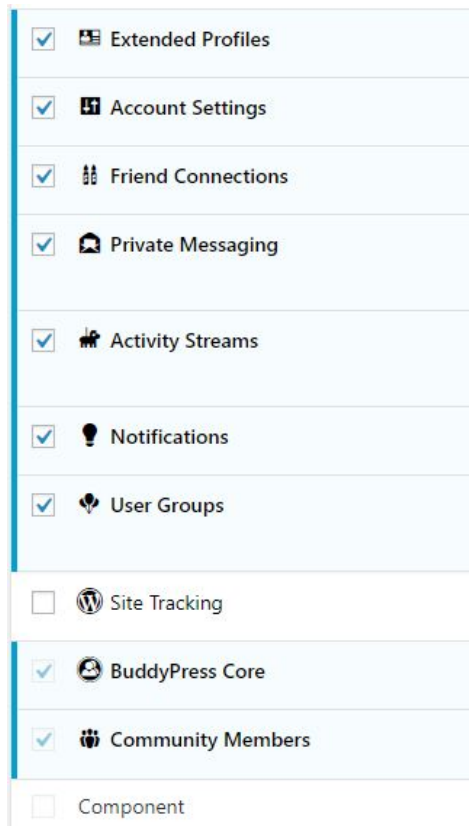 Extended Profiles
Account Settings
Friend Connections
Private Messaging
Activity Streams
Notifications
User Groups
Site Tracking
BuddyPress Core
Community Members
Component